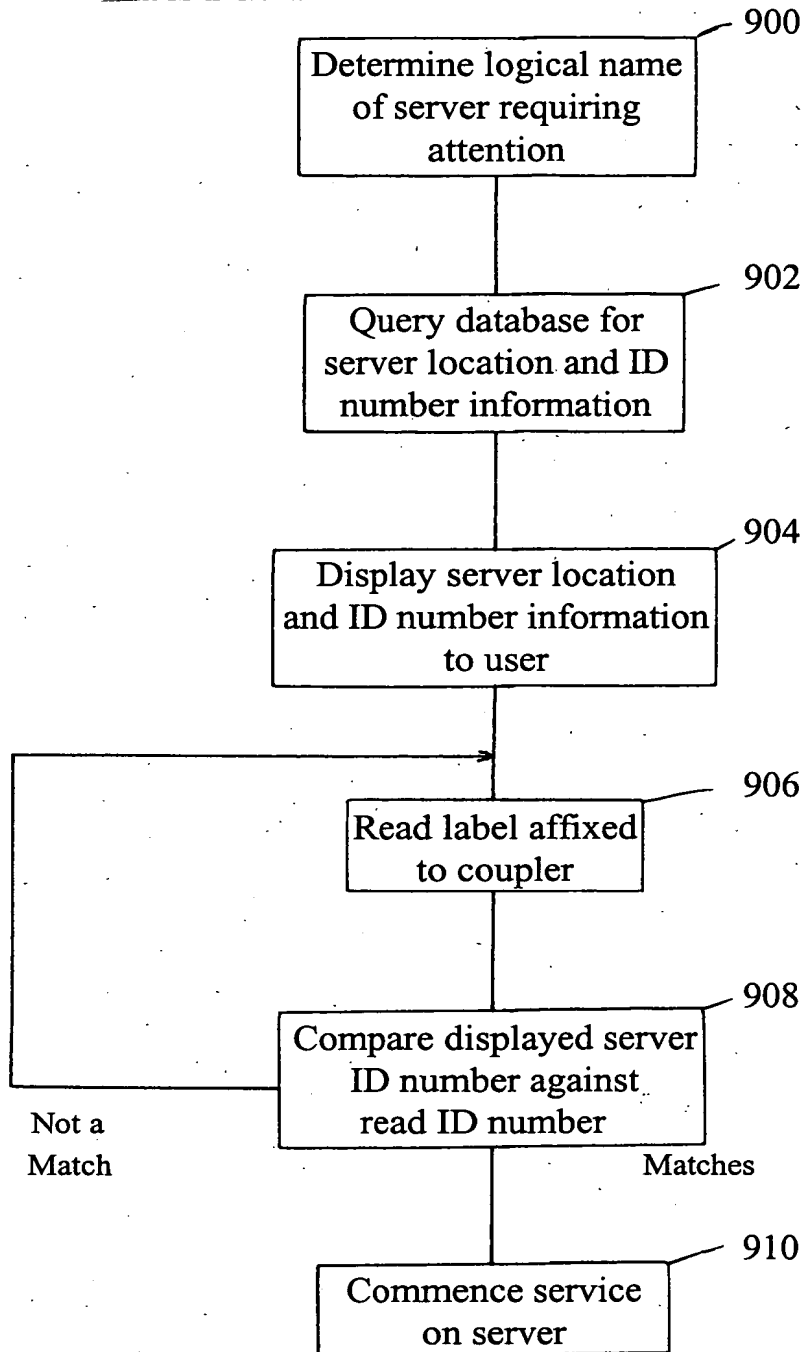 900
Determine logical name
of server requiring
attention
902
Query database for
server location and ID
number information
904
Display server location
and ID number information
to user
906
Read label affixed
to coupler
908
Compare displayed server
ID number against
read ID number
Not a
Match
Matches
910
Commence service
on server